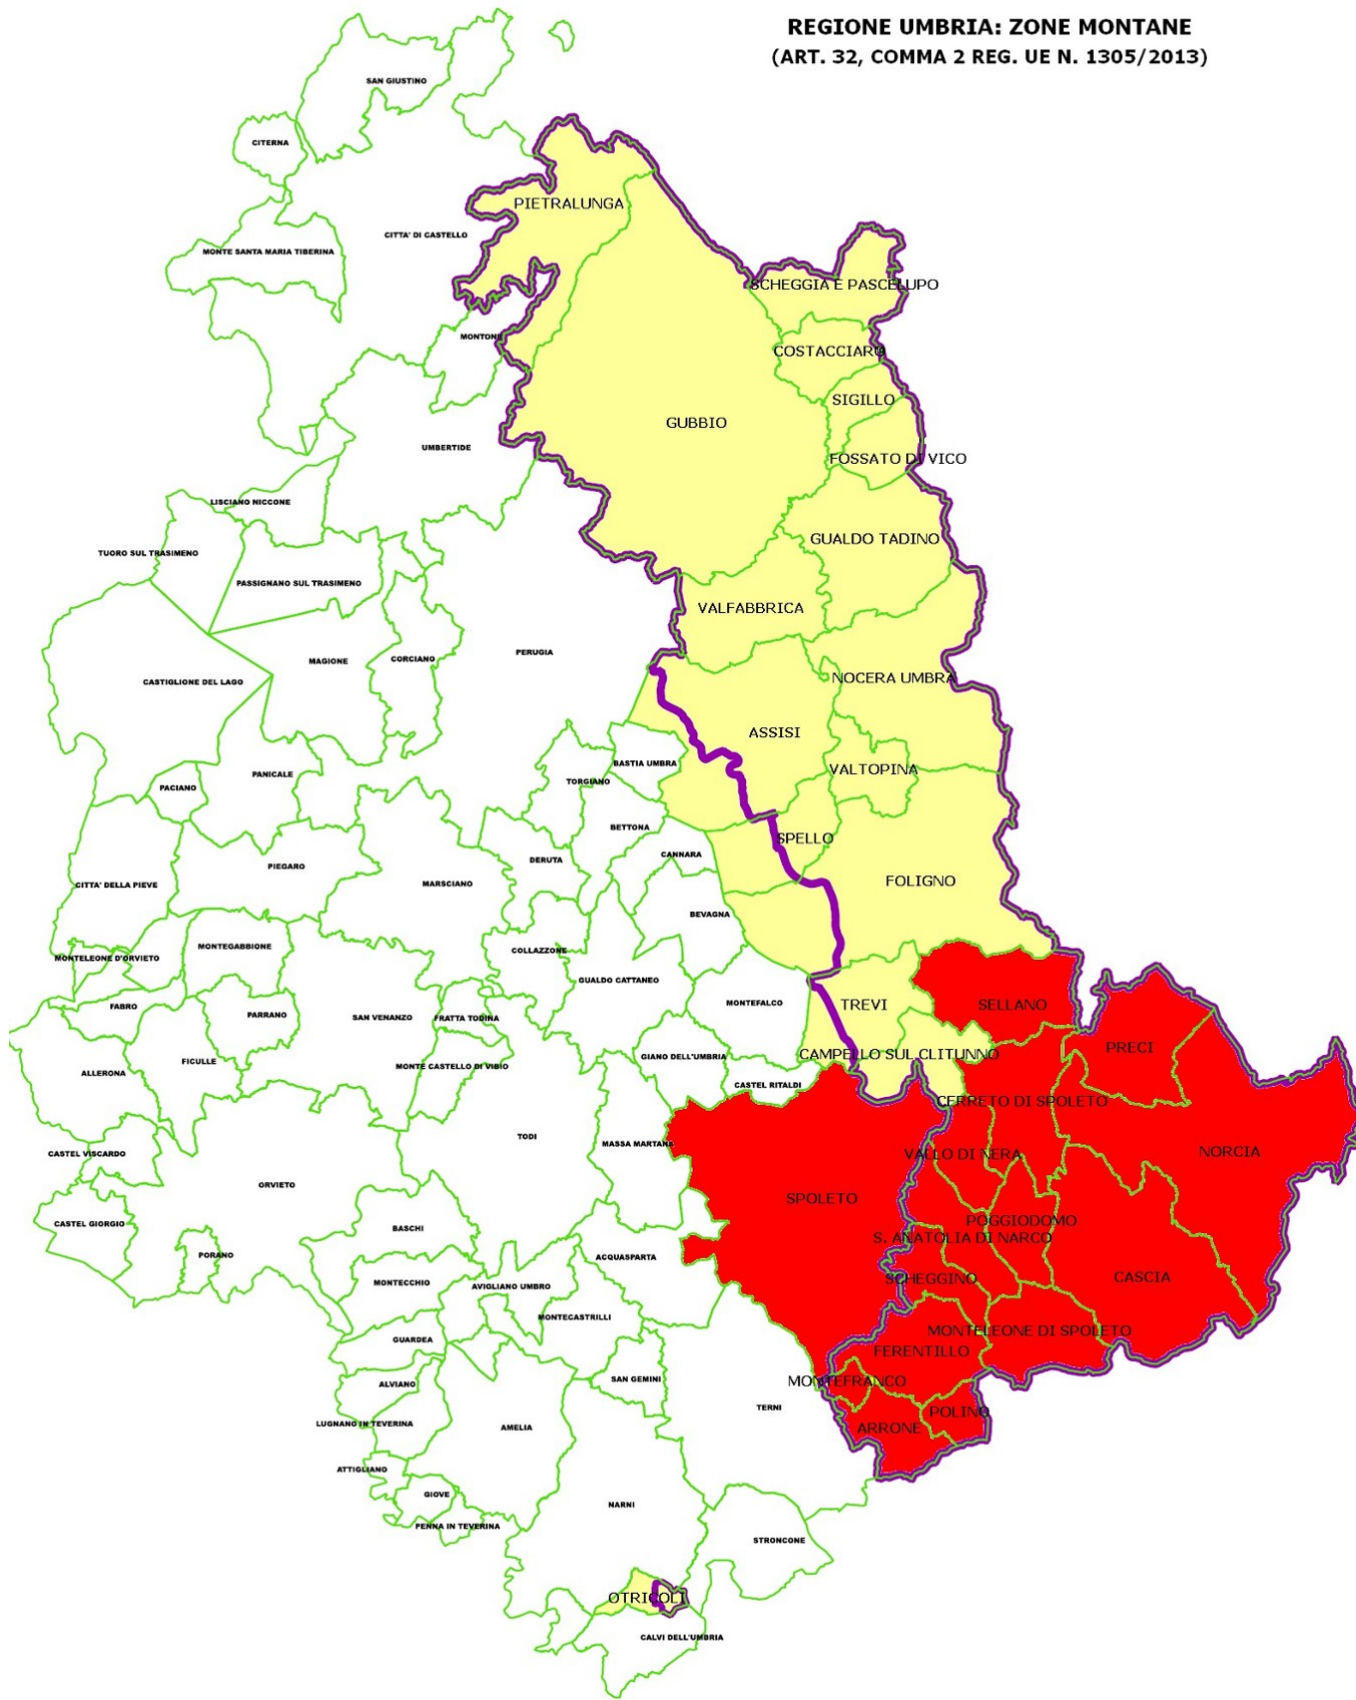 REGIONE UMBRIA: ZONE MONTANE
(ART. 32, COMMA 2 REG. UE N. 1305/2013)
SAN GIUSTINO
CITERNA
PIETRALUNGA
CITTA' DI CASTELLO
MONTE SANTA MARIA TIBERINA
SCHEGGIA E PASCELUPO
MONTONE
COSTACCIARO
SIGILLO
GUBBIO
UMBERTIDE
FOSSATO DI VICO
LISCIANO NICCONE
GUALDO TADINO
TUORO SUL TRASIMENO
PASSIGNANO SUL TRASIMENO
VALFABBRICA
PERUGIA
MAGIONE
CORCIANO
CASTIGLIONE DEL LAGO
NOCERA UMBRA
ASSISI
BASTIA UMBRA
VALTOPINA
PANICALE
TORGIANO
PACIANO
BETTONA
SPELLO
CANNARA
DERUTA
PIEGARO
CITTA' DELLA PIEVE
MARSCIANO
FOLIGNO
BEVAGNA
MONTEGABBIONE
COLLAZZONE
MONTELEONE D'ORVIETO
GUALDO CATTANEO
MONTEFALCO
TREVI
SELLANO
FABRO
PARRANO
SAN VENANZO
FRATTA TODINA
PRECI
GIANO DELL'UMBRIA
CAMPELLO SUL CLITUNNO
FICULLE
MONTE CASTELLO DI VIBIO
ALLERONA
CASTEL RITALDI
CERRETO DI SPOLETO
TODI
MASSA MARTANA
NORCIA
CASTEL VISCARDO
VALLO DI NERA
ORVIETO
SPOLETO
POGGIODOMO
CASTEL GIORGIO
BASCHI
S. ANATOLIA DI NARCO
PORANO
ACQUASPARTA
CASCIA
SCHEGGINO
MONTECCHIO
AVIGLIANO UMBRO
MONTECASTRILLI
MONTELEONE DI SPOLETO
GUARDEA
FERENTILLO
SAN GEMINI
MONTEFRANCO
ALVIANO
TERNI
POLINO
LUGNANO IN TEVERINA
AMELIA
ARRONE
ATTIGLIANO
GIOVE
NARNI
PENNA IN TEVERINA
STRONCONE
OTRICOLI
CALVI DELL'UMBRIA